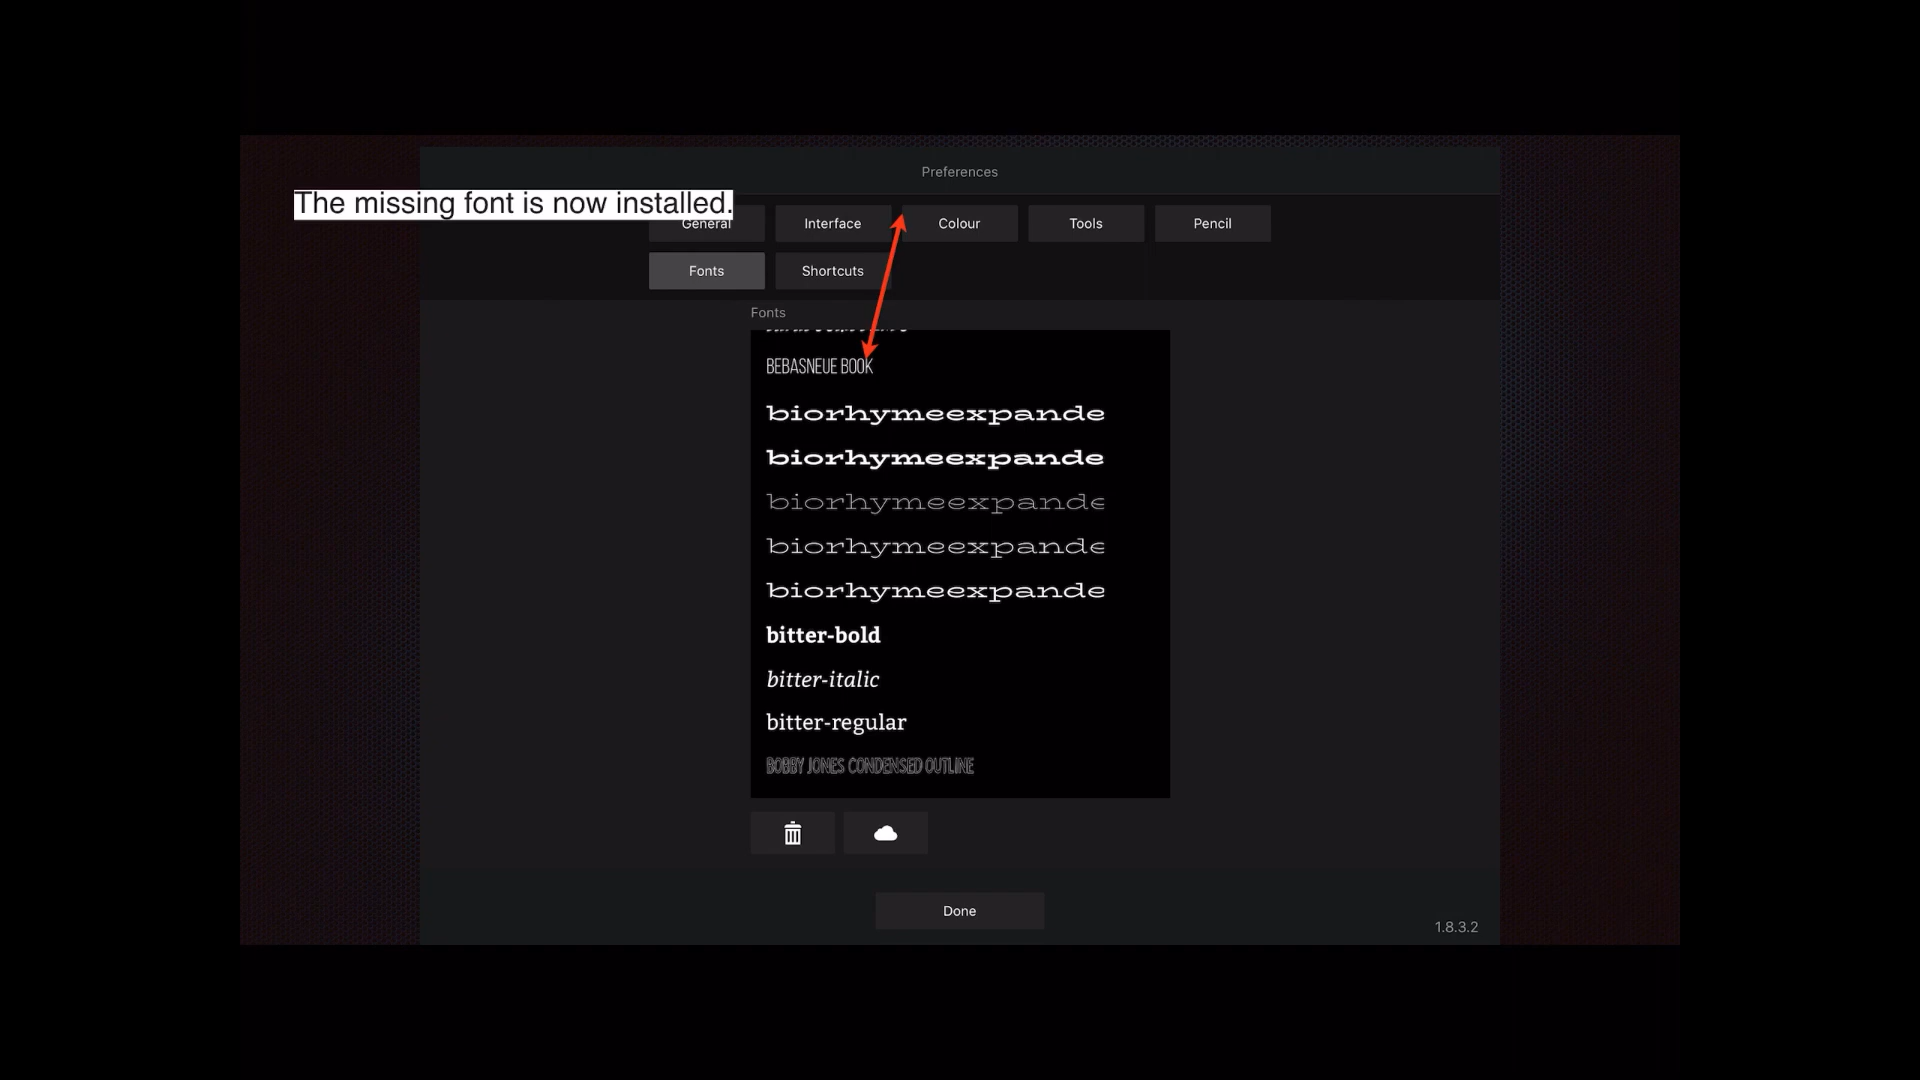 Preferences
The missing font is now installed.
General
Interface
Colour
Tools
Pencil
Fonts
Shortcuts
Fonts
BEBASNEUE BOOK
biorhymeexpande
biorhymeexpande
biorhymeexpande
biorhymeexpande
biorhymeexpande
bitter-bold
bitter-italic
bitter-regular
BOBBY JONES CONDENSED OUTLINE
Done
1.8.3.2